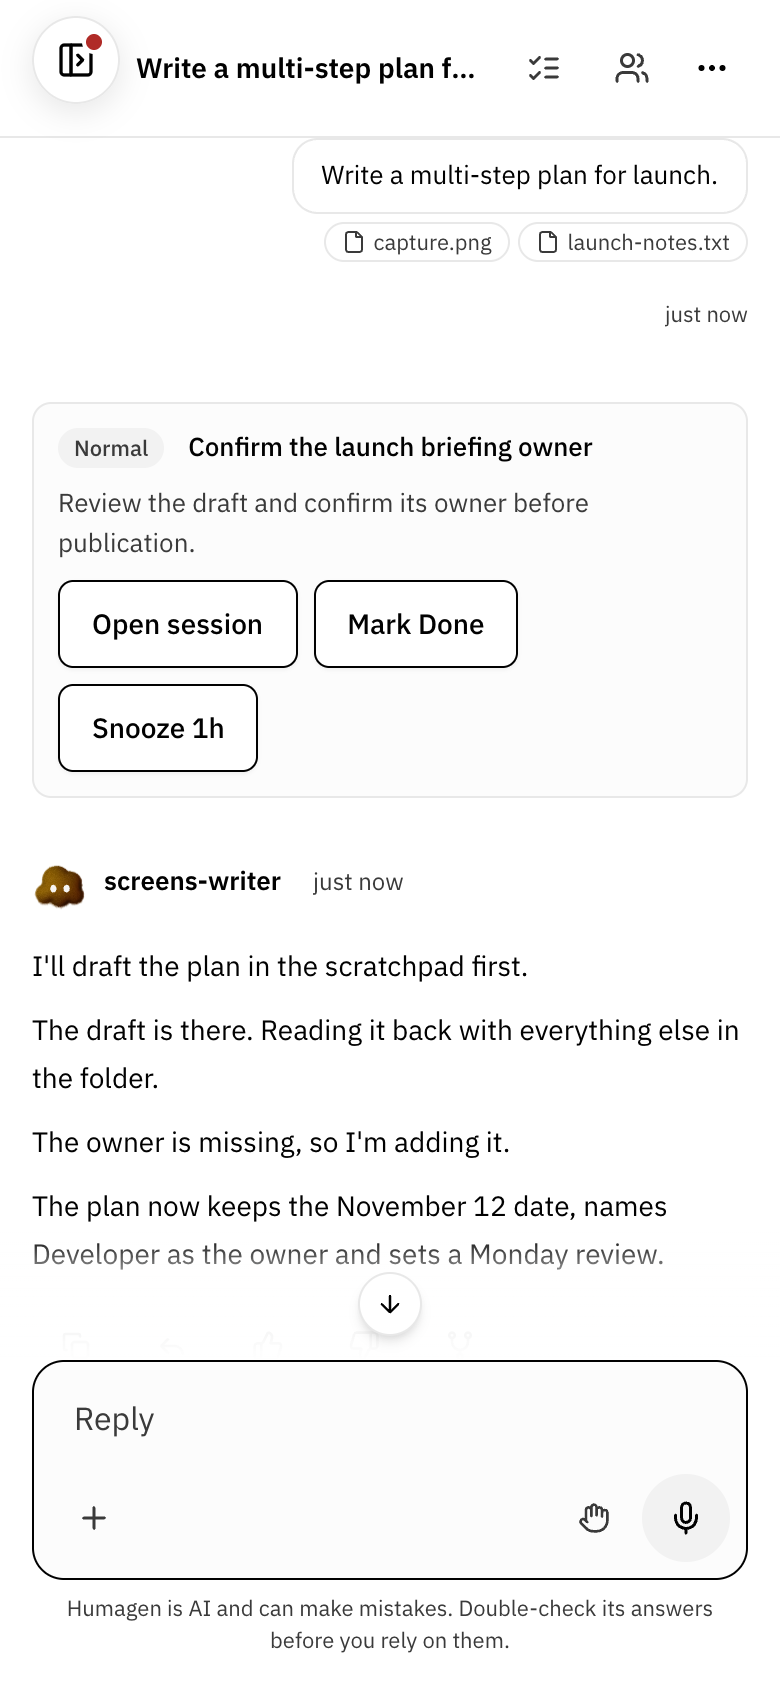 Write a multi-step plan f...
Write a multi-step plan for launch.
capture.png launch-notes.txt
just now
Normal Confirm the launch briefing owner
Review the draft and confirm its owner before
publication.
Open session Mark Done
Snooze 1h
screens-writer just now
I'll draft the plan in the scratchpad first.
The draft is there. Reading it back with everything else in
the folder.
The owner is missing, so I'm adding it.
The plan now keeps the November 12 date, names
Developer as the owner and sets a Monday review.
Reply
Humagen is AI and can make mistakes. Double-check its answers
before you rely on them.